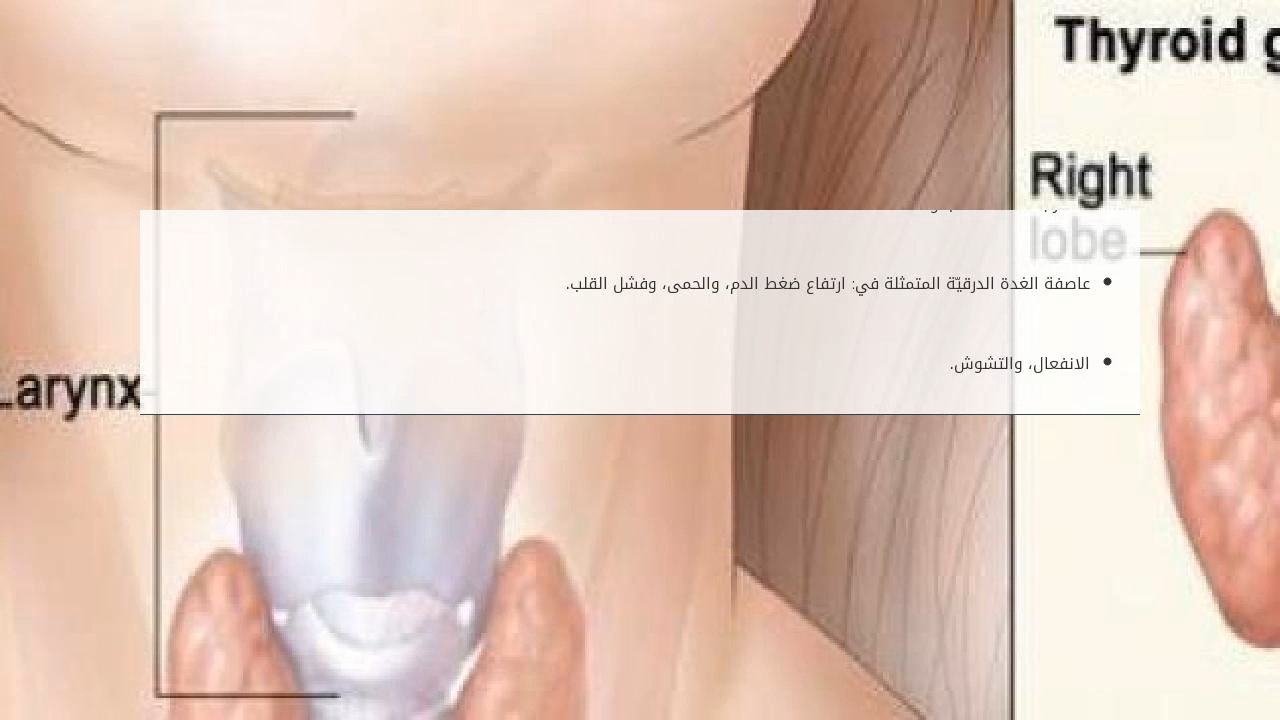 Thyroid
Right
lobe
عاصفة الغدة الدرقيّة المتمثلة في: ارتفاع ضغط الدم، والحمى، وفشل القلب.
الانفعال، والتشوش.
Larynx